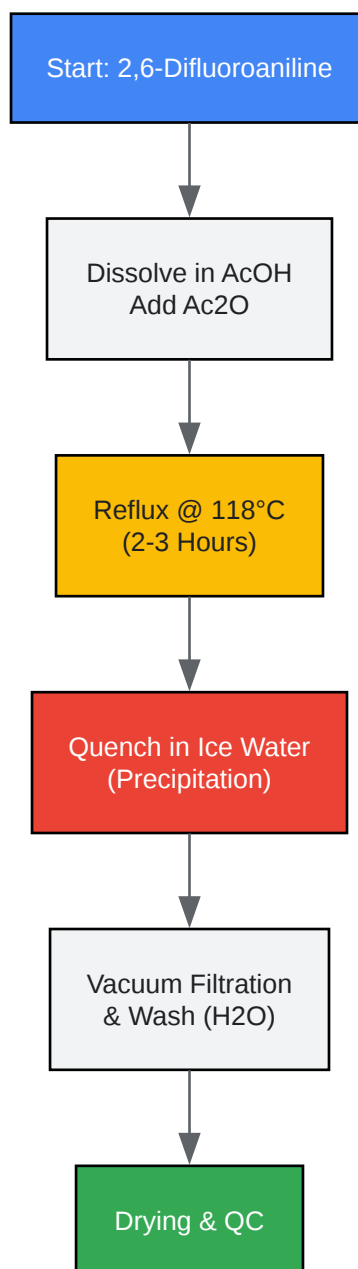 Start: 2,6-Difluoroaniline
Dissolve in AcOH
Add Ac2O
Reflux @ 118°C
(2-3 Hours)
Quench in Ice Water
(Precipitation)
Vacuum Filtration
& Wash (H2O)
Drying & QC